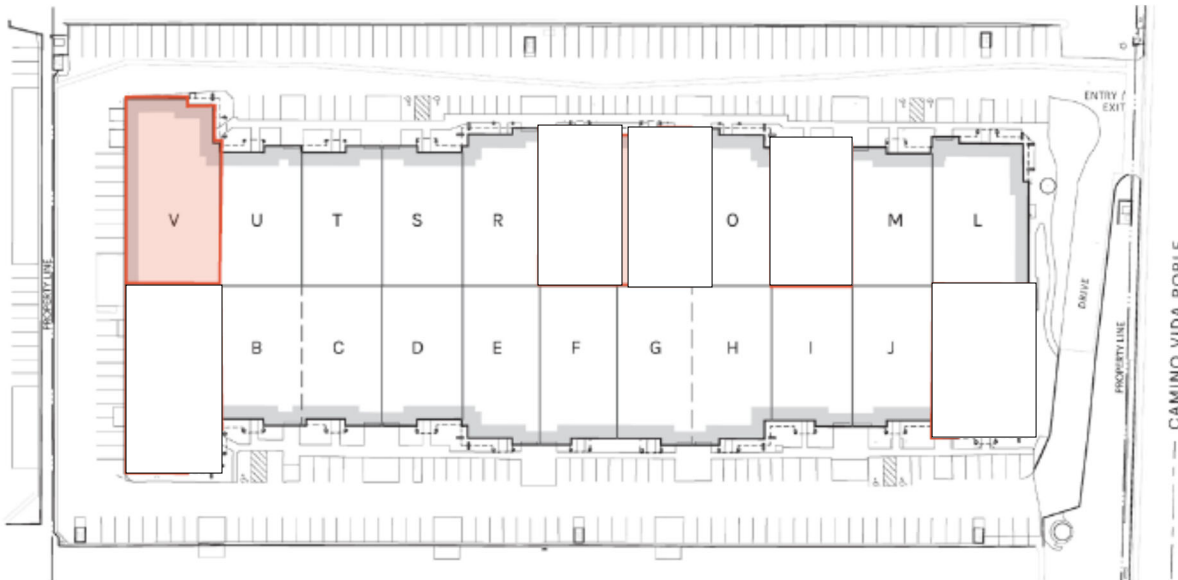 ENTRY /
EXIT
V U T S R O M L
PROPERTY LINE
DRIVE
B C D E F G H I J
PROPERTY LINE
CAMINO VIDA ROBLE